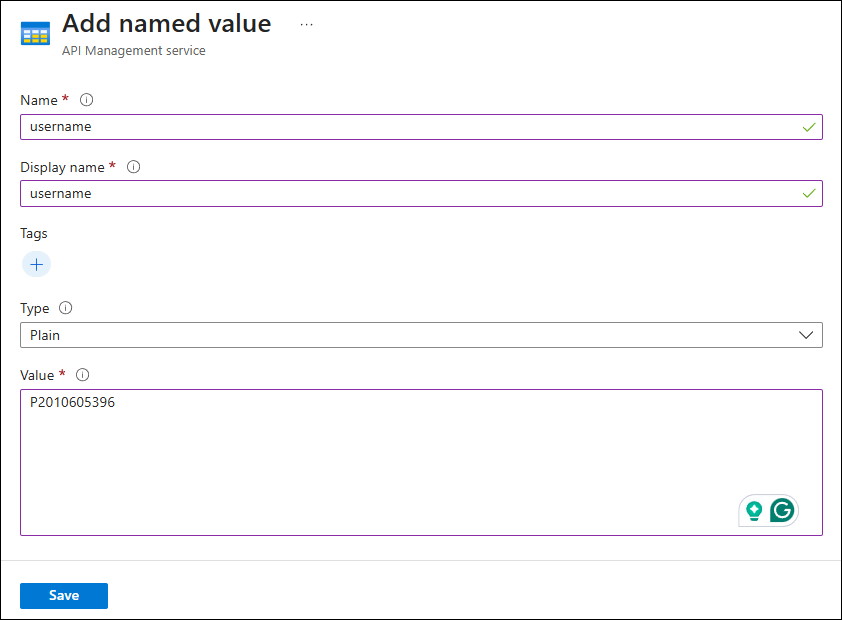 Add named value ...
API Management service
Name *
username
Display name *
username
Tags
Type
Plain
Value *
P2010605396
Save